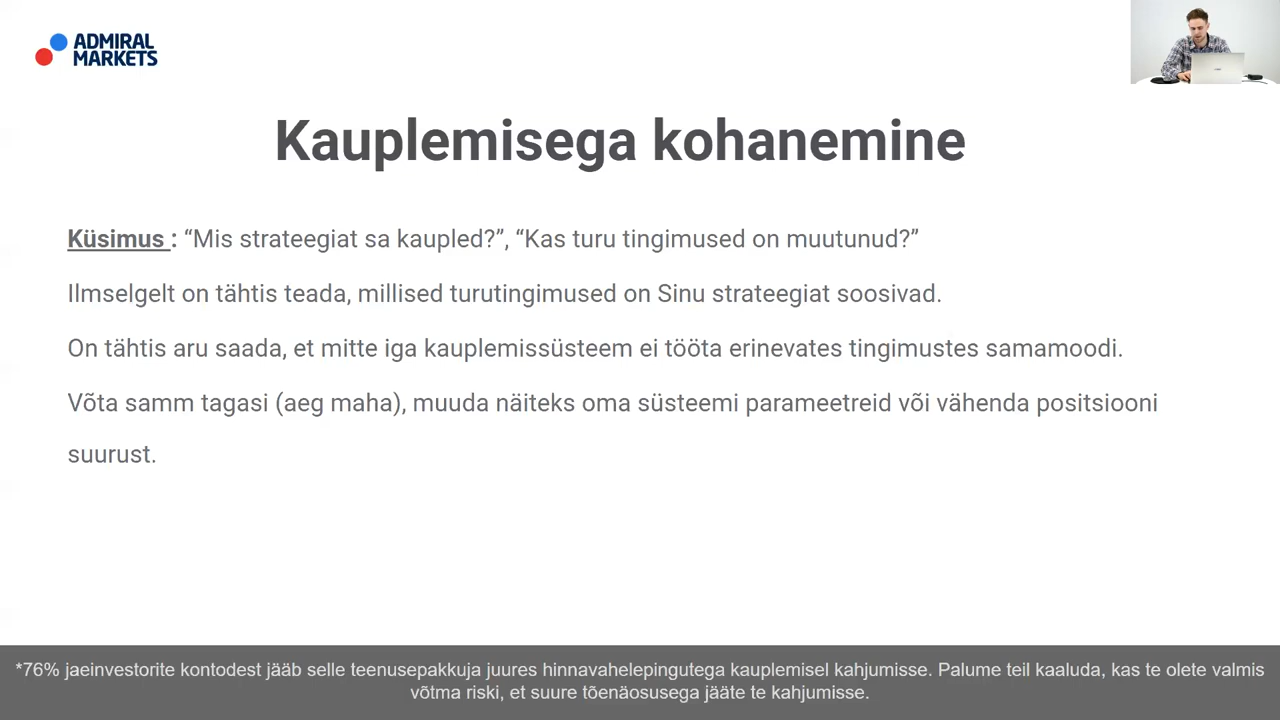 ADMIRAL
MARKETS
Kauplemisega kohanemine
Küsimus : “Mis strateegiat sa kaupled?”, “Kas turu tingimused on muutunud?”
Ilmselgelt on tähtis teada, millised turutingimused on Sinu strateegiat soosivad.
On tähtis aru saada, et mitte iga kauplemissüsteem ei tööta erinevates tingimustes samamoodi.
Võta samm tagasi (aeg maha), muuda näiteks oma süsteemi parameetreid või vähenda positsiooni
suurust.
*76% jaeinvestorite kontodest jääb selle teenusepakkuja juures hinnavahelepingutega kauplemisel kahjumisse. Palume teil kaaluda, kas te olete valmis
võtma riski, et suure tõenäosusega jääte te kahjumisse.